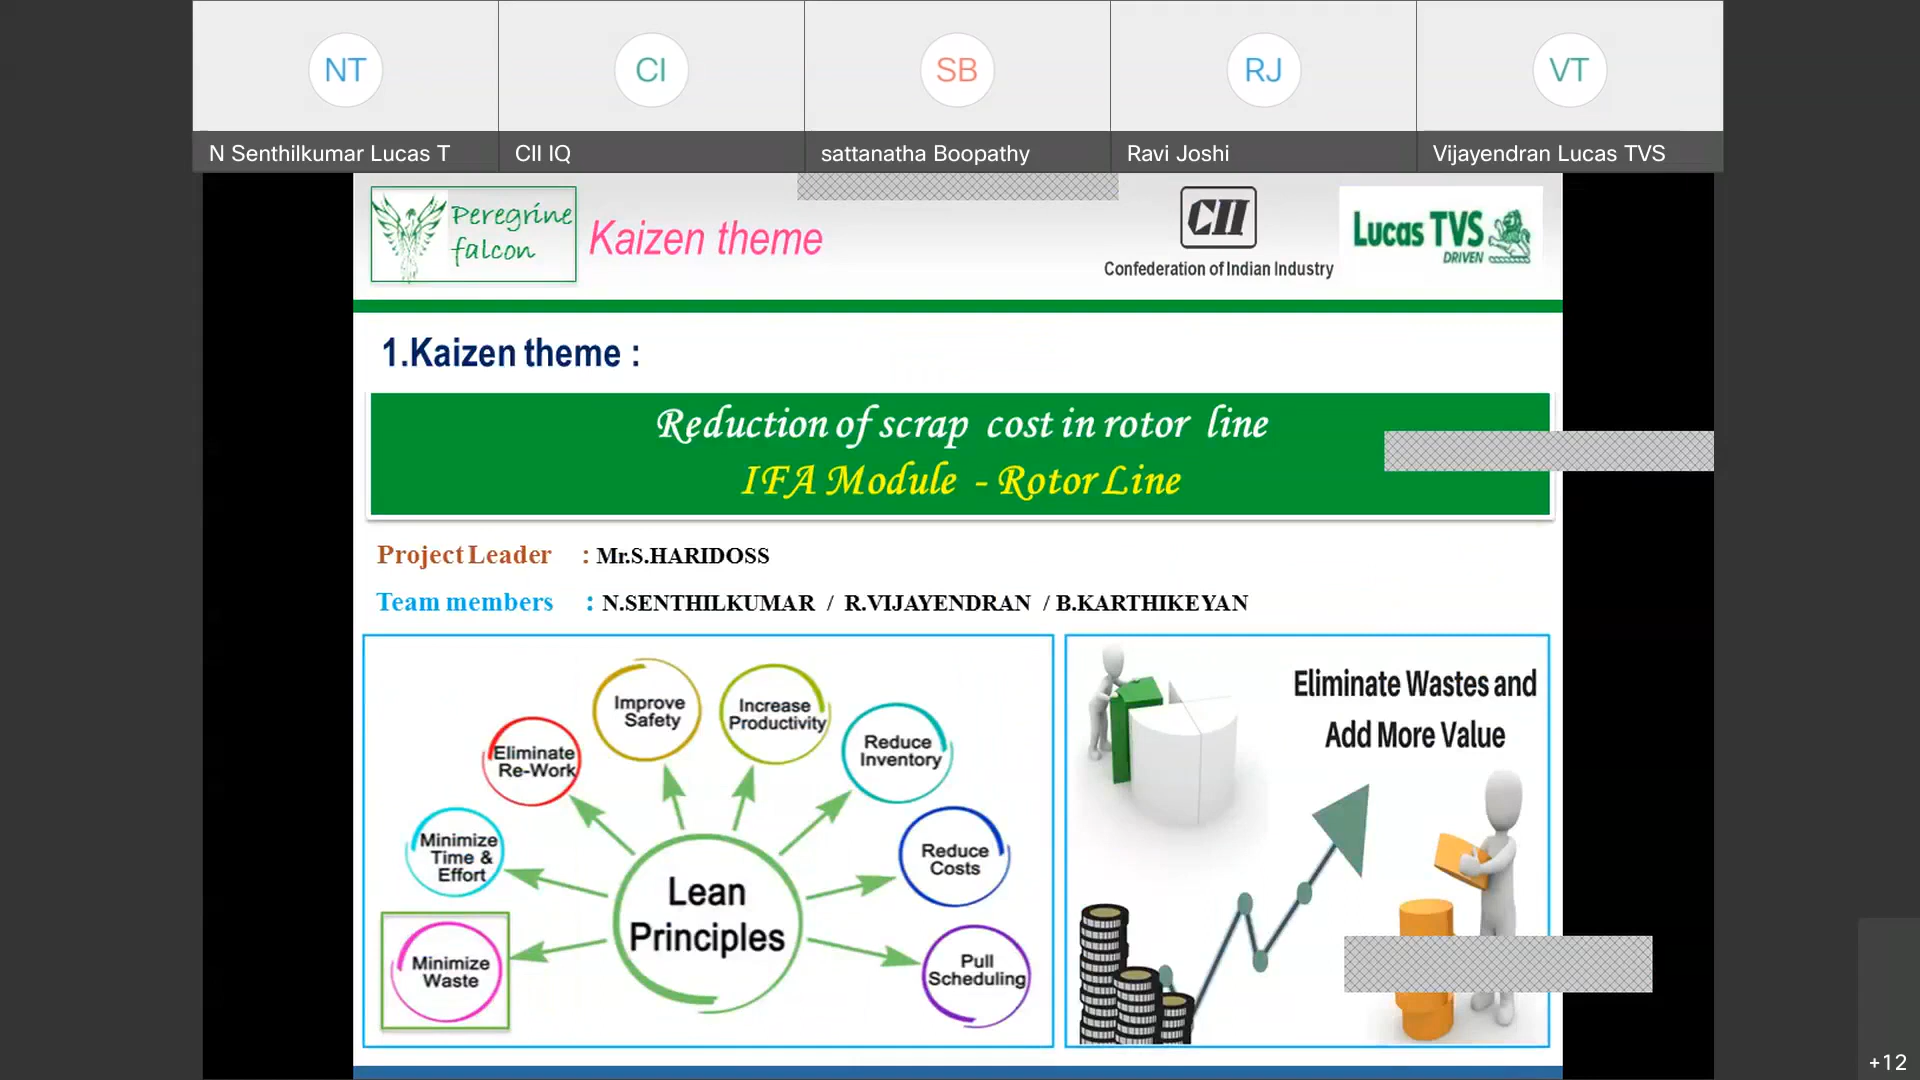 NT
CI
SB
RJ
VT
N Senthilkumar Lucas T
CII IQ
sattanatha Boopathy
Ravi Joshi
Vijayendran Lucas TVS
Peregrine
falcon
Kaizen theme
CII
Confederation of Indian Industry
Lucas TVS
DRIVEN
1.Kaizen theme :
Reduction of scrap cost in rotor line
IFA Module - Rotor Line
Project Leader : Mr.S.HARIDOSS
Team members : N.SENTHILKUMAR / R.VIJAYENDRAN / B.KARTHIKEYAN
Improve
Safety
Increase
Productivity
Eliminate
Re-Work
Reduce
Inventory
Minimize
Time &
Effort
Reduce
Costs
Lean
Principles
Minimize
Waste
Pull
Scheduling
Eliminate Wastes and
Add More Value
+12